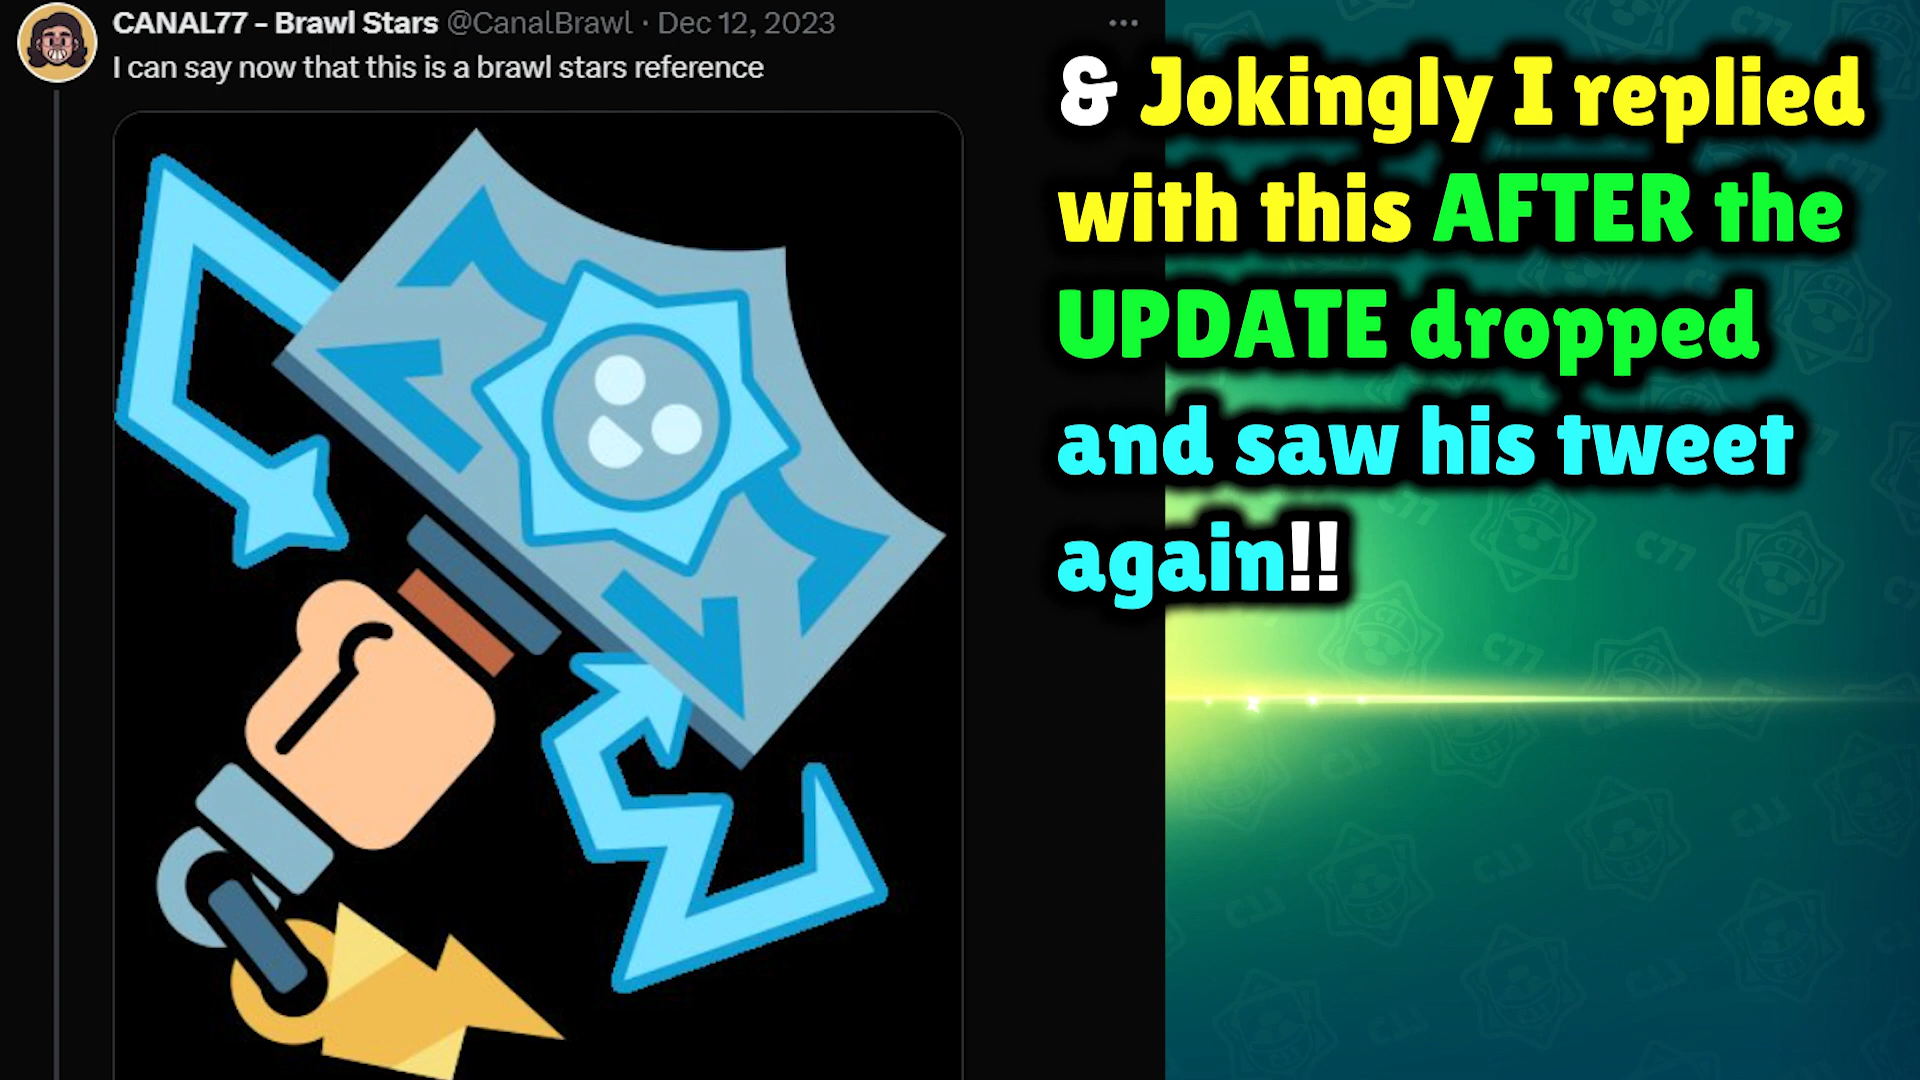 CANAL77 - Brawl Stars @CanalBrawl · Dec 12, 2023
I can say now that this is a brawl stars reference
& Jokingly I replied
with this AFTER the
UPDATE dropped
and saw his tweet
again!!